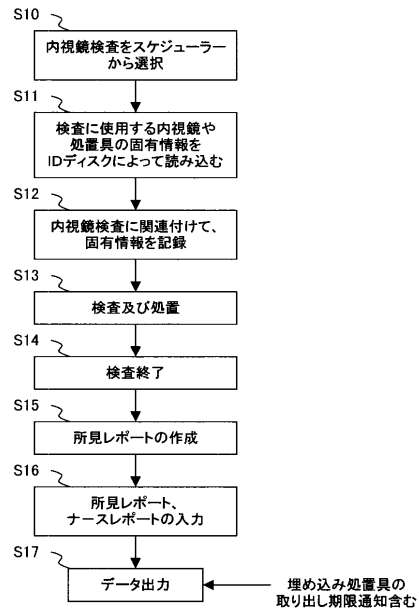 S10
内視鏡検査をスケジューラー
から選択
S11
検査に使用する内視鏡や
処置具の固有情報を
IDディスクによって読み込む
S12
内視鏡検査に関連付けて、
固有情報を記録
S13
検査及び処置
S14
検査終了
S15
所見レポートの作成
S16
所見レポート、
ナースレポートの入力
S17
データ出力
埋め込み処置具の
取り出し期限通知含む